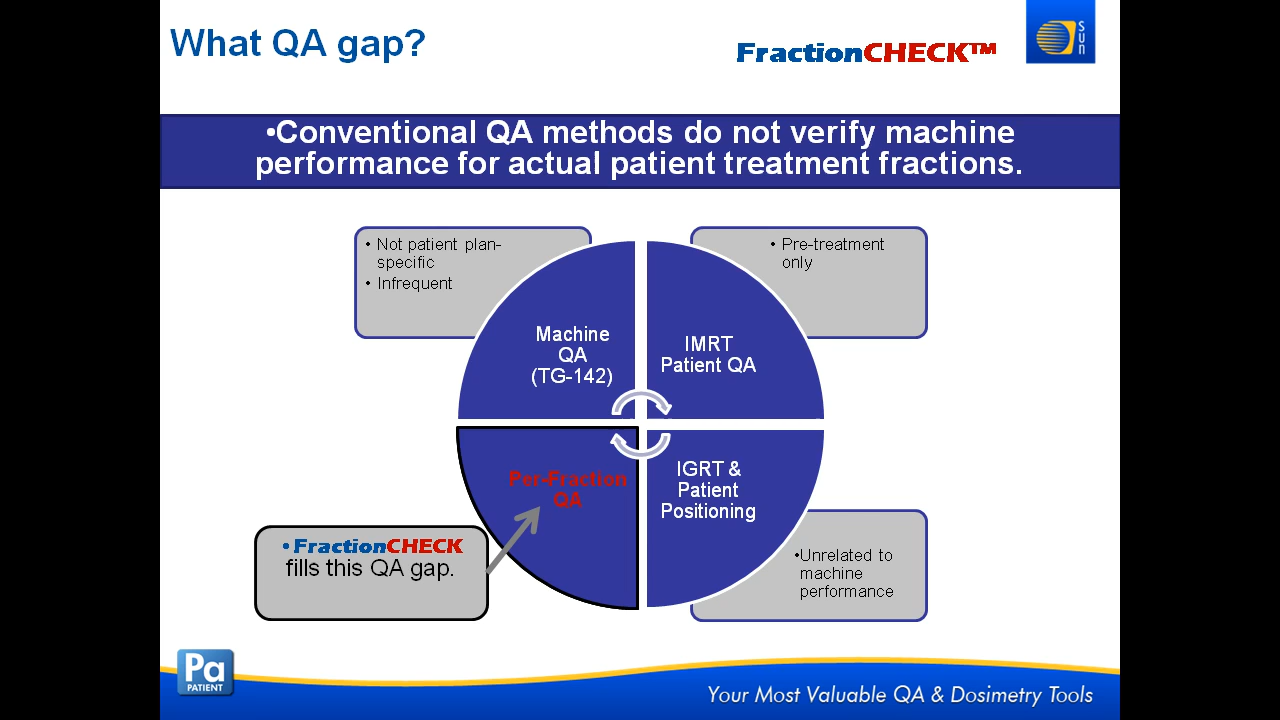 What QA gap?
FractionCHECK™
sun
•Conventional QA methods do not verify machine
performance for actual patient treatment fractions.
• Not patient plan-
specific
• Infrequent
• Pre-treatment
only
Machine
QA
(TG-142)
IMRT
Patient QA
Per-Fraction
QA
IGRT &
Patient
Positioning
• FractionCHECK
fills this QA gap.
•Unrelated to
machine
performance
Pa
PATIENT
Your Most Valuable QA & Dosimetry Tools